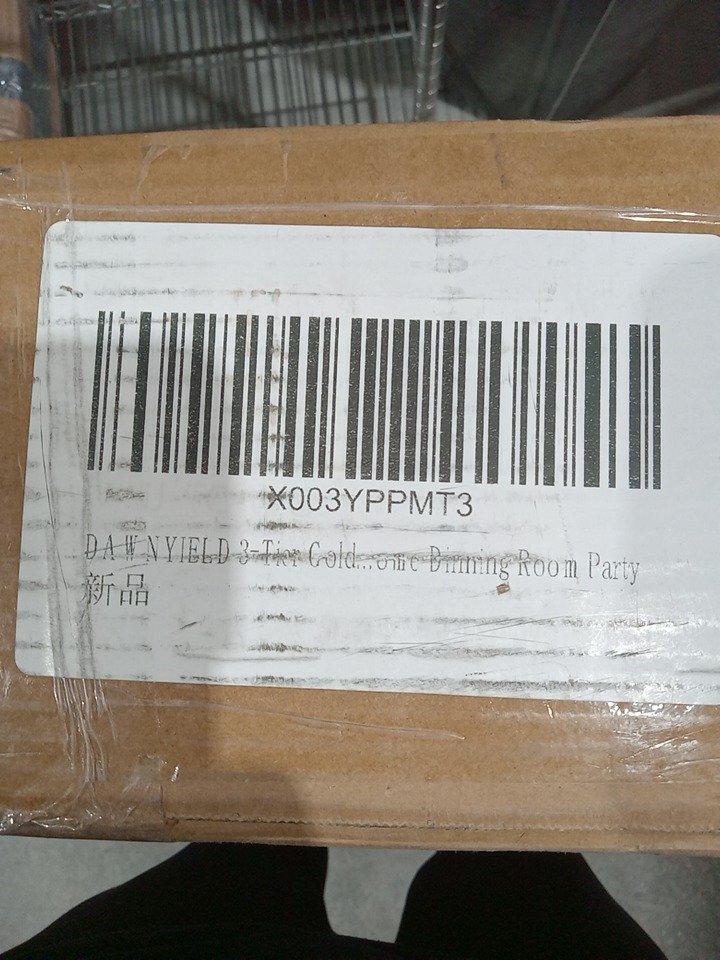 X003YPPMT3
DAWNYIELD 3-Tier Gold...ome Dinning Room Party
新品